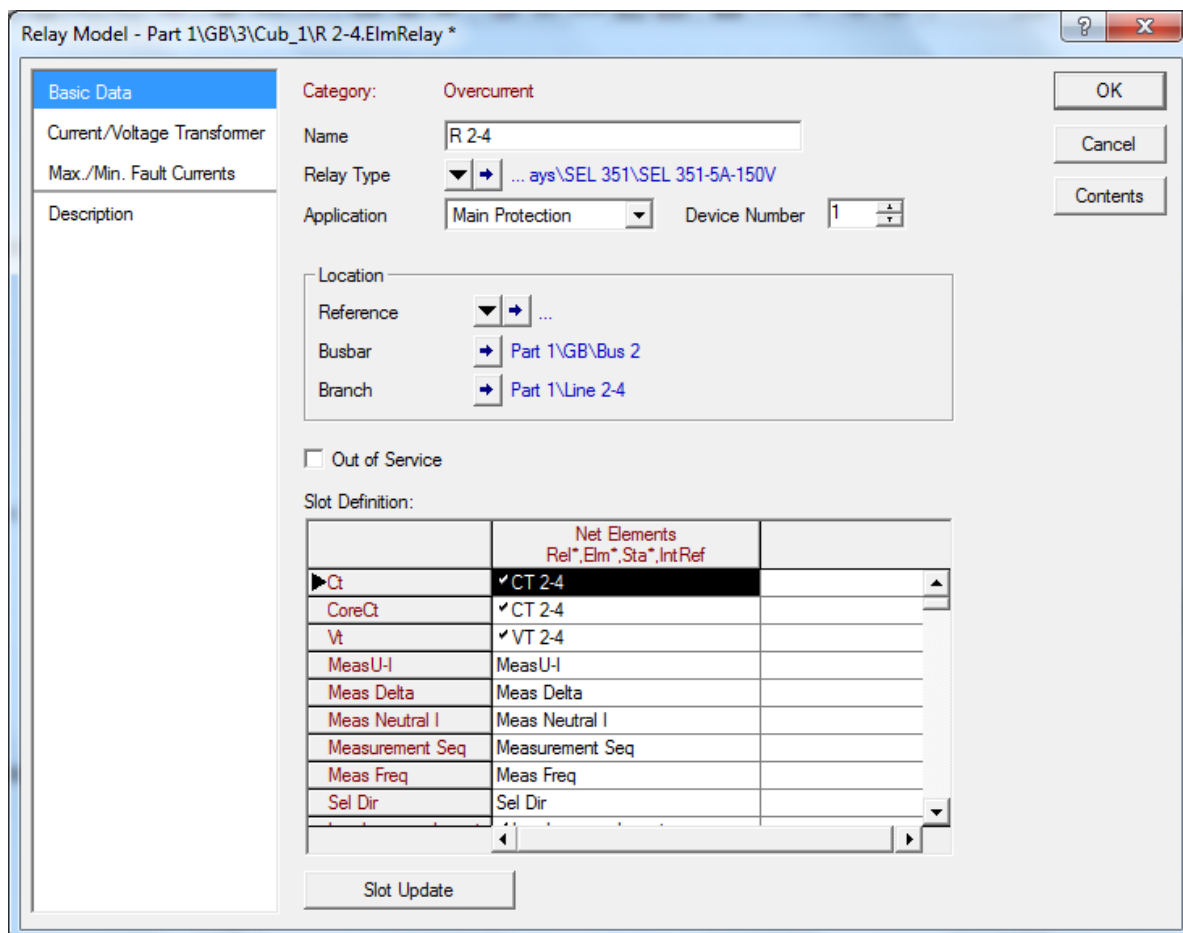 Relay Model - Part 1\GB\3\Cub_1\R 2-4.ElmRelay *
?
Basic Data
Current/Voltage Transformer
Max./Min. Fault Currents
Description
Category: Overcurrent
Name R 2-4
Relay Type ... ays\SEL 351\SEL 351-5A-150V
Application Main Protection Device Number 1
OK
Cancel
Contents
Location
Reference ...
Busbar Part 1\GB\Bus 2
Branch Part 1\Line 2-4
Out of Service
Slot Definition:
Net Elements
Rel*,Elm*,Sta*,IntRef
Ct CT 2-4
CoreCt CT 2-4
Vt VT 2-4
MeasU-I MeasU-I
Meas Delta Meas Delta
Meas Neutral I Meas Neutral I
Measurement Seq Measurement Seq
Meas Freq Meas Freq
Sel Dir Sel Dir
Slot Update